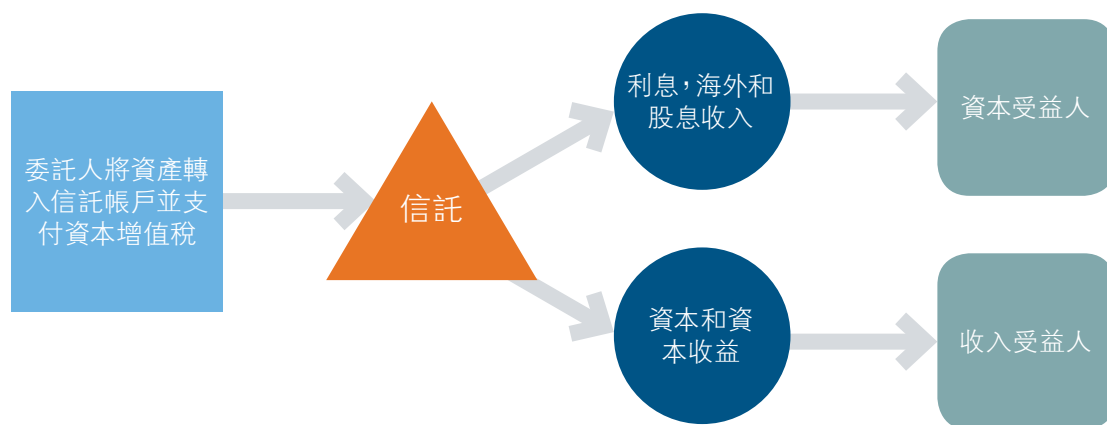 委託人將資產轉
入信託帳戶並支
付資本增值稅
信託
利息，海外和
股息收入
資本受益人
資本和資
本收益
收入受益人